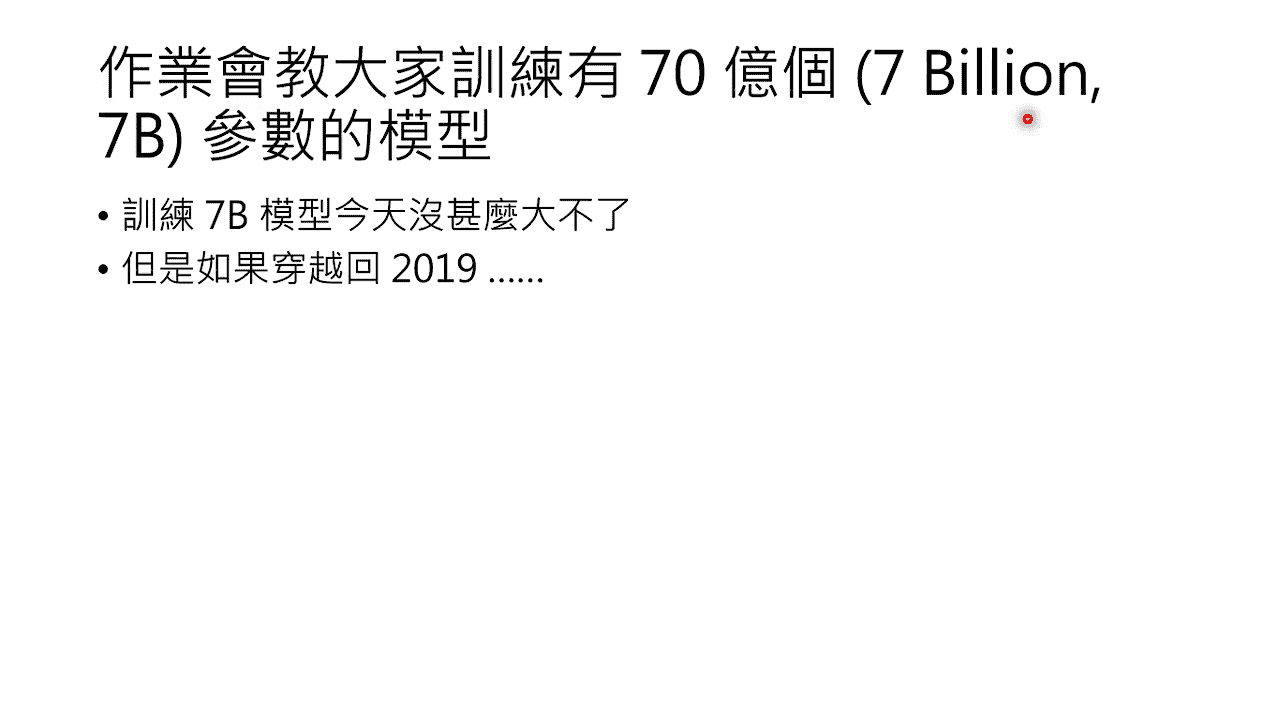 作業會教大家訓練有 70 億個 (7 Billion,
7B) 參數的模型
• 訓練 7B 模型今天沒甚麼大不了
• 但是如果穿越回 2019 ……